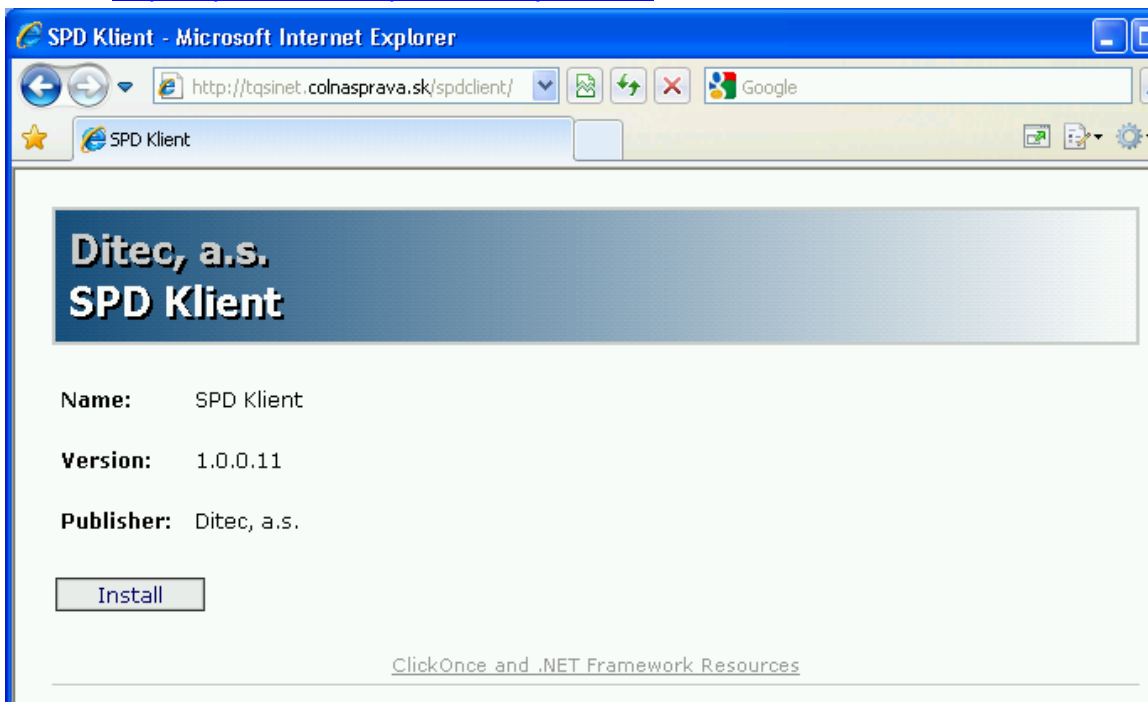 SPD Klient - Microsoft Internet Explorer
http://tqsinet.colnasprava.sk/spdclient/
Google
SPD Klient
Ditec, a.s.
SPD Klient
Name: SPD Klient
Version: 1.0.0.11
Publisher: Ditec, a.s.
Install
ClickOnce and .NET Framework Resources